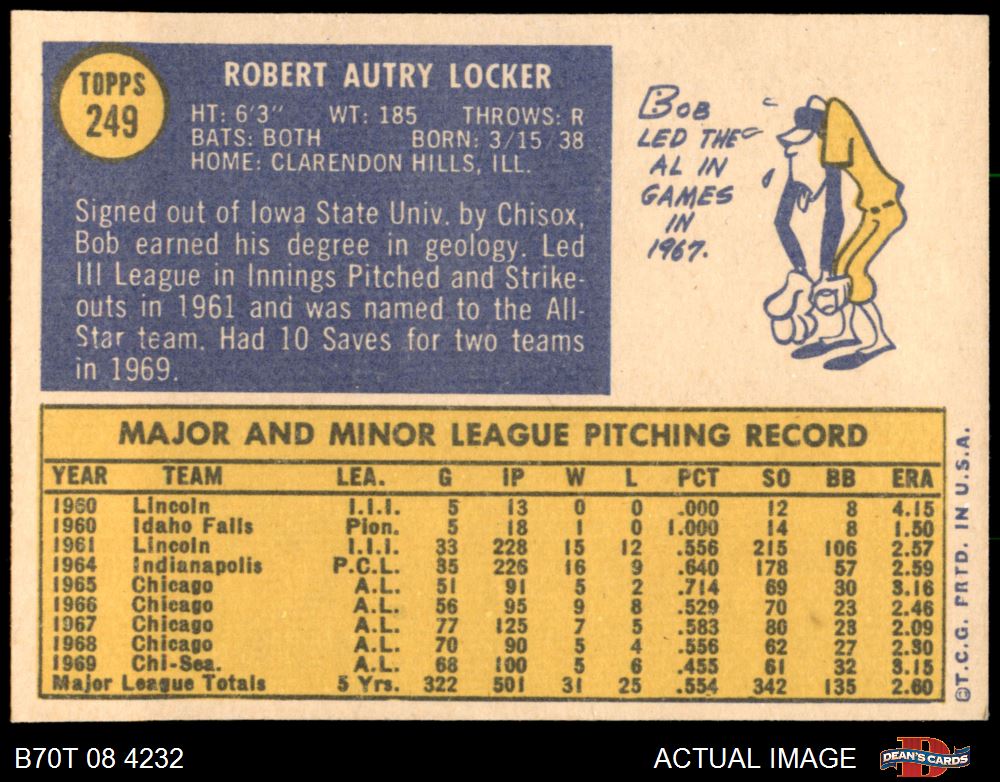 TOPPS
249
ROBERT AUTRY LOCKER
HT: 6'3" WT: 185 THROWS: R
BATS: BOTH BORN: 3/15/38
HOME: CLARENDON HILLS, ILL.
Signed out of Iowa State Univ. by Chisox,
Bob earned his degree in geology. Led
III League in Innings Pitched and Strike-
outs in 1961 and was named to the All-
Star team. Had 10 Saves for two teams
in 1969.
BOB
LED THE
AL IN
GAMES
IN
1967.
MAJOR AND MINOR LEAGUE PITCHING RECORD
YEAR TEAM LEA. G IP W L PCT SO BB ERA
1960 Lincoln I.I.I. 5 13 0 0 .000 12 8 4.15
1960 Idaho Falls Pion. 5 18 1 0 1.000 14 8 1.50
1961 Lincoln I.I.I. 33 228 15 12 .556 215 106 2.57
1964 Indianapolis P.C.L. 35 226 16 9 .640 178 57 2.59
1965 Chicago A.L. 51 91 5 2 .714 69 30 3.16
1966 Chicago A.L. 56 95 9 8 .529 70 23 2.46
1967 Chicago A.L. 77 125 7 5 .583 80 23 2.09
1968 Chicago A.L. 70 90 5 4 .556 62 27 2.30
1969 Chi-Sea. A.L. 68 100 5 6 .455 61 32 3.15
Major League Totals 5 Yrs. 322 501 31 25 .554 342 135 2.60
©T.C.G. PRTD. IN U.S.A.
B70T 08 4232
ACTUAL IMAGE
DEAN'S CARDS